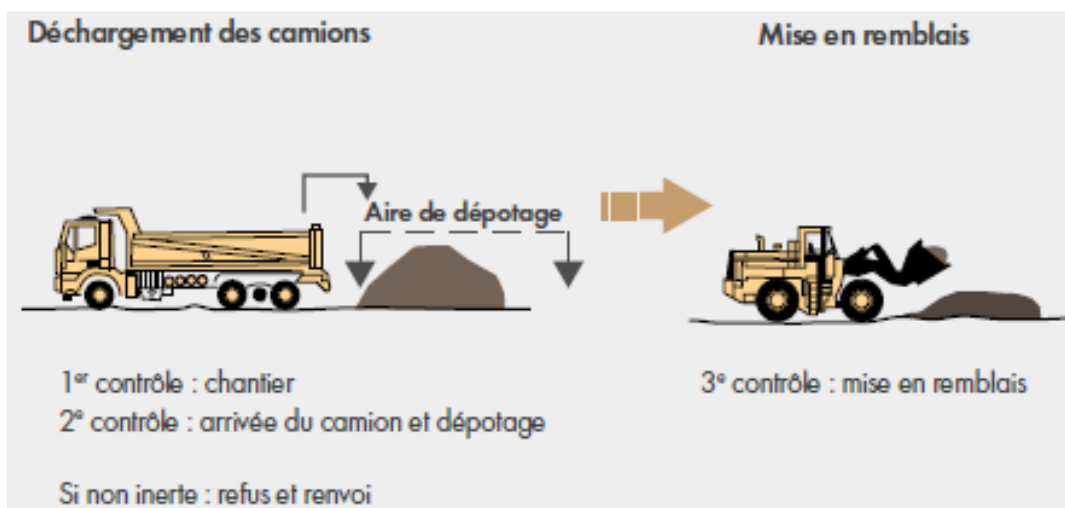 Déchargement des camions
Mise en remblais
Aire de dépotage
1er contrôle : chantier
2e contrôle : arrivée du camion et dépotage
3e contrôle : mise en remblais
Si non inerte : refus et renvoi